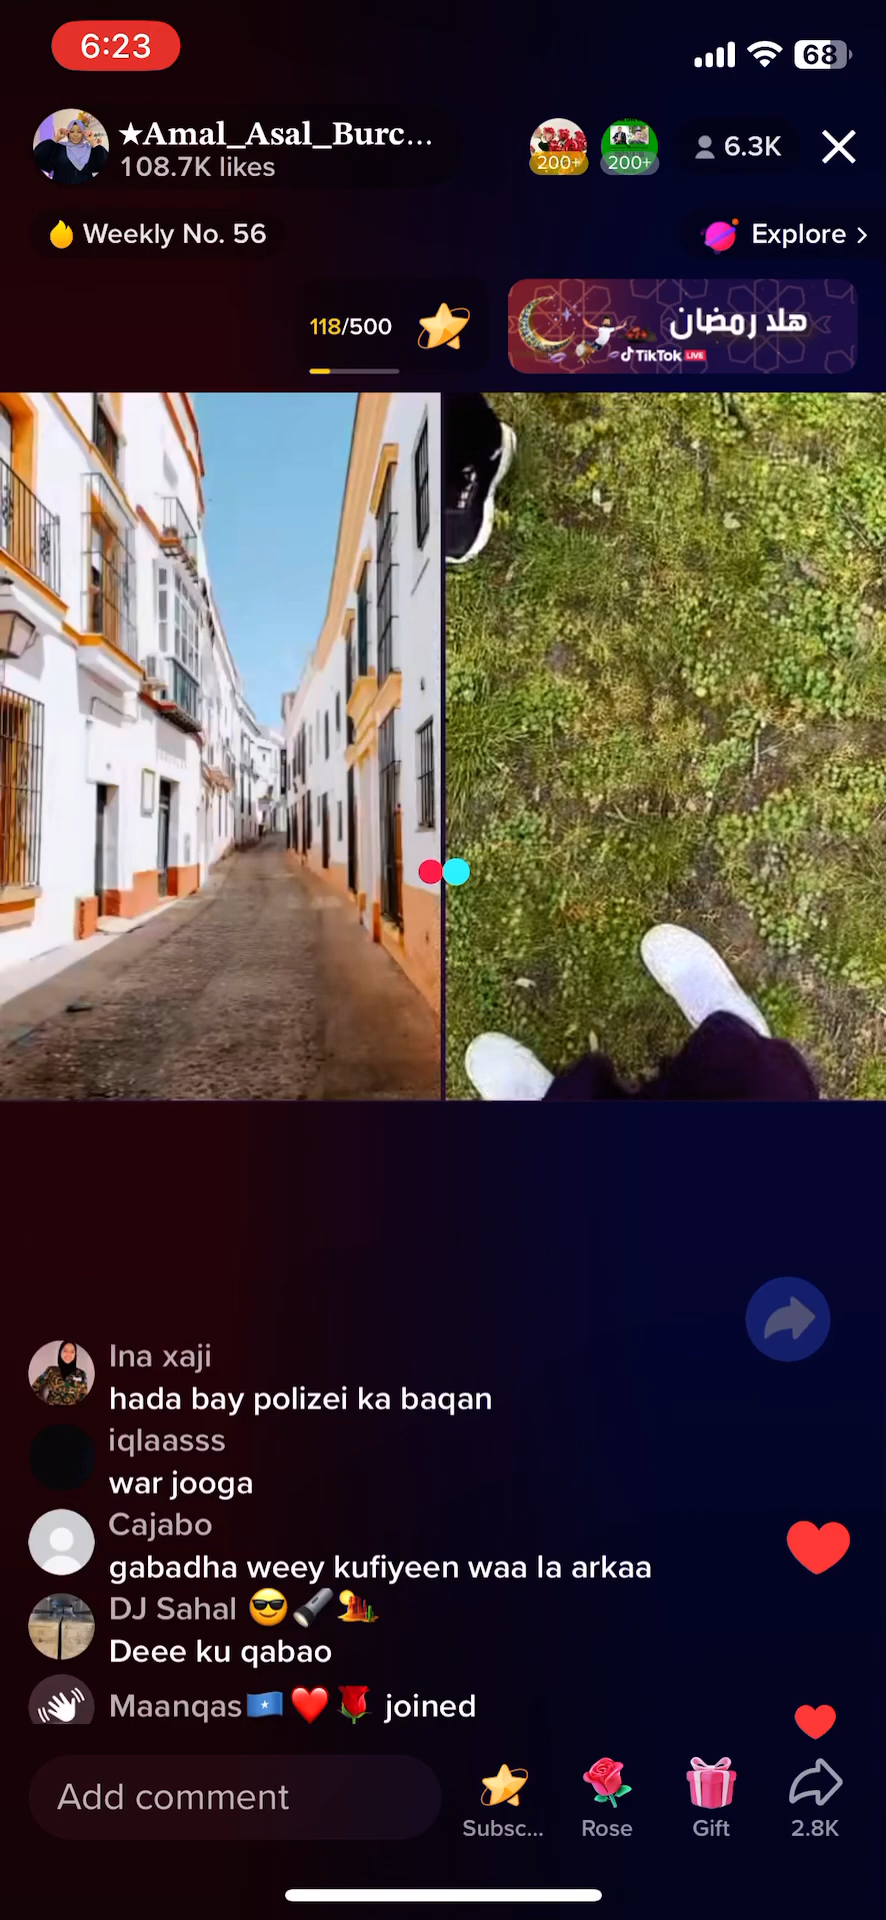 6:23
68
★Amal_Asal_Burc...
108.7K likes
200+
200+
6.3K
Weekly No. 56
Explore >
118/500
هلا رمضان
TikTok LIVE
Ina xaji
hada bay polizei ka baqan
iqlaasss
war jooga
Cajabo
gabadha weey kufiyeen waa la arkaa
DJ Sahal 😎🔦🏜️
Deee ku qabao
Maanqas🇸🇴❤️🌹 joined
Add comment
Subsc...
Rose
Gift
2.8K